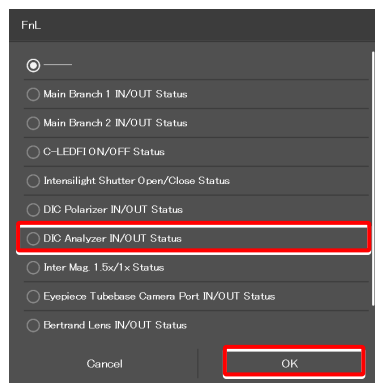 FnL
———
Main Branch 1 IN/OUT Status
Main Branch 2 IN/OUT Status
C-LEDFI ON/OFF Status
Intensilight Shutter Open/Close Status
DIC Polarizer IN/OUT Status
DIC Analyzer IN/OUT Status
Inter Mag. 1.5x/1x Status
Eyepiece Tubebase Camera Port IN/OUT Status
Bertrand Lens IN/OUT Status
Cancel OK